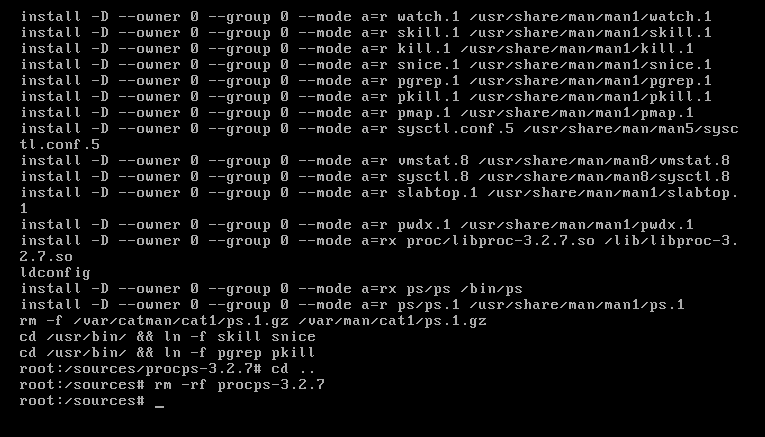 install -D --owner 0 --group 0 --mode a=r watch.1 /usr/share/man/man1/watch.1
install -D --owner 0 --group 0 --mode a=r skill.1 /usr/share/man/man1/skill.1
install -D --owner 0 --group 0 --mode a=r kill.1 /usr/share/man/man1/kill.1
install -D --owner 0 --group 0 --mode a=r snice.1 /usr/share/man/man1/snice.1
install -D --owner 0 --group 0 --mode a=r pgrep.1 /usr/share/man/man1/pgrep.1
install -D --owner 0 --group 0 --mode a=r pkill.1 /usr/share/man/man1/pkill.1
install -D --owner 0 --group 0 --mode a=r pmap.1 /usr/share/man/man1/pmap.1
install -D --owner 0 --group 0 --mode a=r sysctl.conf.5 /usr/share/man/man5/sysc
tl.conf.5
install -D --owner 0 --group 0 --mode a=r vmstat.8 /usr/share/man/man8/vmstat.8
install -D --owner 0 --group 0 --mode a=r sysctl.8 /usr/share/man/man8/sysctl.8
install -D --owner 0 --group 0 --mode a=r slabtop.1 /usr/share/man/man1/slabtop.
1
install -D --owner 0 --group 0 --mode a=r pwdx.1 /usr/share/man/man1/pwdx.1
install -D --owner 0 --group 0 --mode a=rx proc/libproc-3.2.7.so /lib/libproc-3.
2.7.so
ldconfig
install -D --owner 0 --group 0 --mode a=rx ps/ps /bin/ps
install -D --owner 0 --group 0 --mode a=r ps/ps.1 /usr/share/man/man1/ps.1
rm -f /var/catman/cat1/ps.1.gz /var/man/cat1/ps.1.gz
cd /usr/bin/ && ln -f skill snice
cd /usr/bin/ && ln -f pgrep pkill
root:/sources/procps-3.2.7# cd ..
root:/sources# rm -rf procps-3.2.7
root:/sources# _